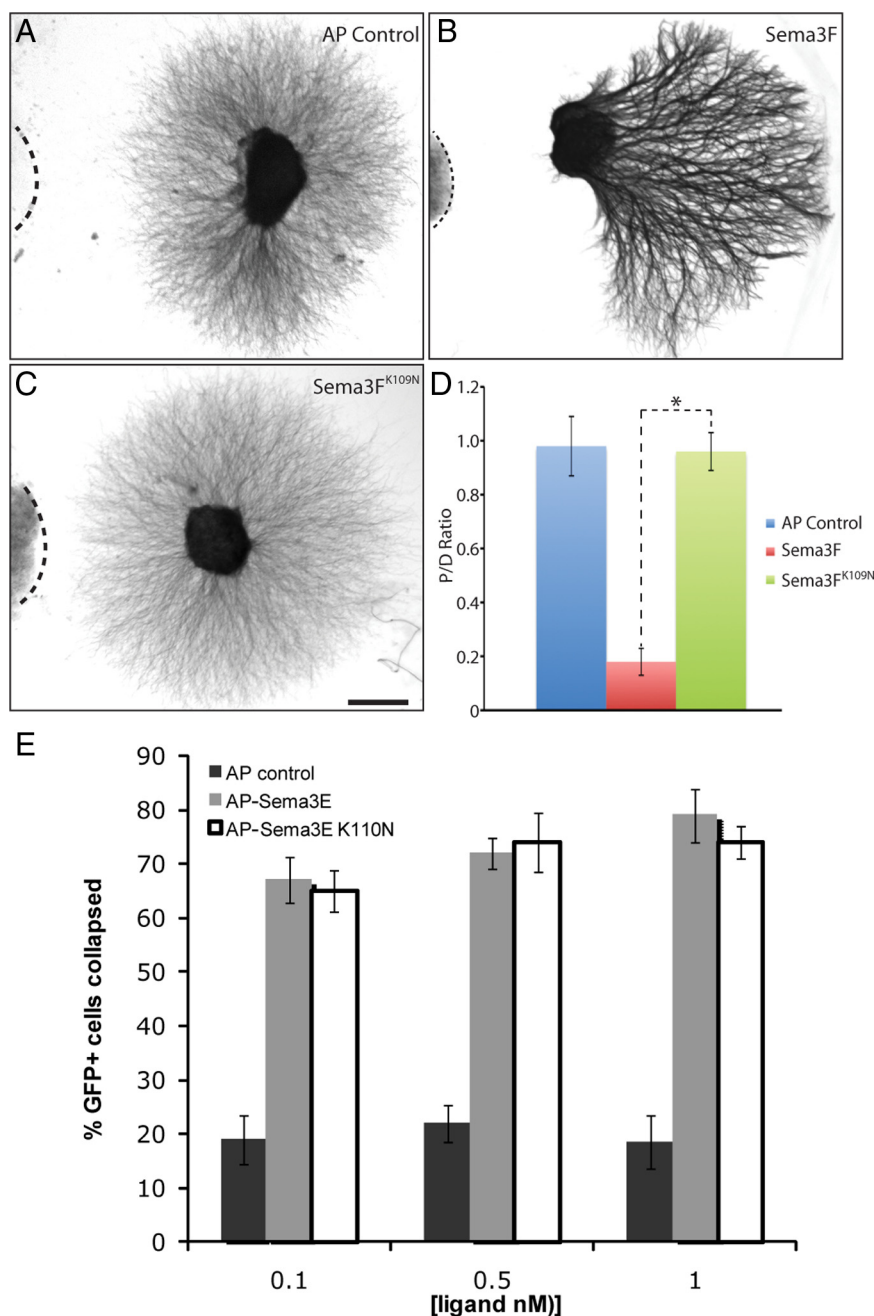 A
AP Control
B
Sema3F
C
Sema3F^K109N
D
1.2
1.0
0.8
0.6
0.4
0.2
0
P/D Ratio
*
AP Control
Sema3F
Sema3F^K109N
E
90
80
70
60
50
40
30
20
10
0
% GFP+ cells collapsed
AP control
AP-Sema3E
AP-Sema3E K110N
0.1
0.5
1
[ligand nM)]